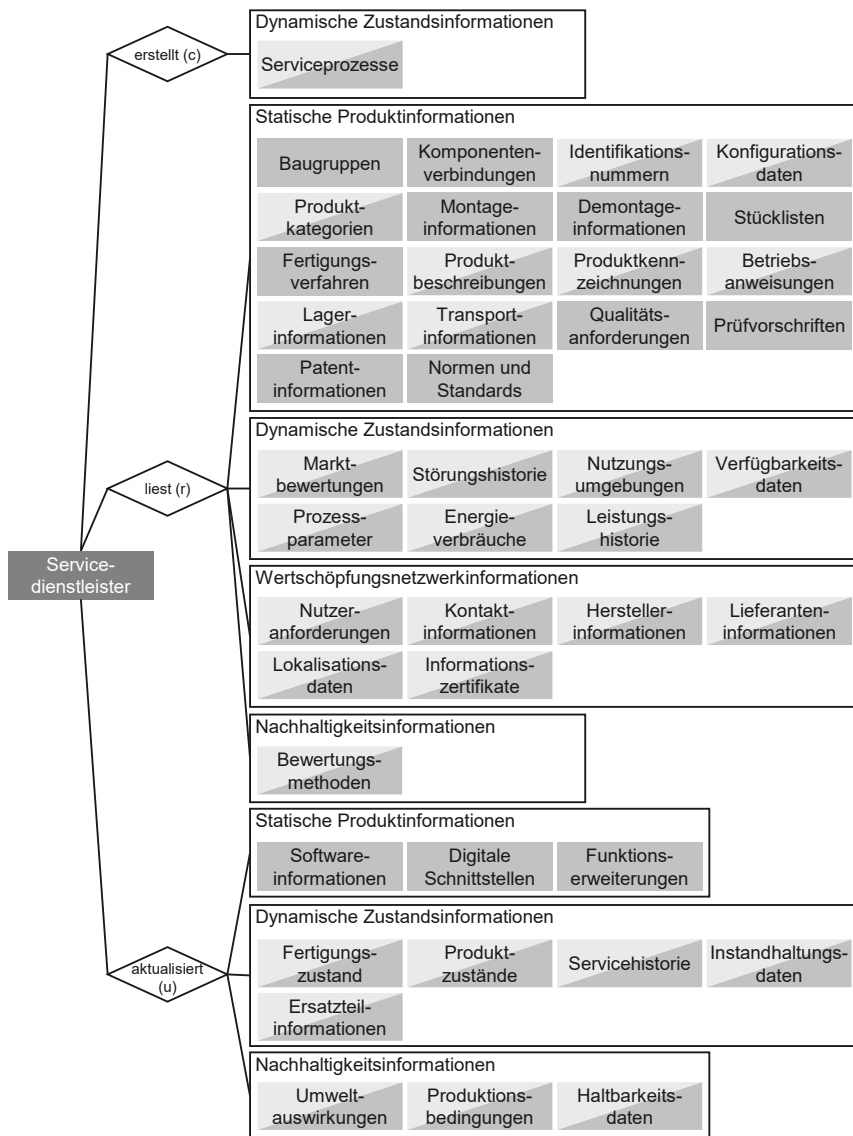 Dynamische Zustandsinformationen
erstellt (c)
Serviceprozesse
Statische Produktinformationen
Baugruppen
Komponenten-
verbindungen
Identifikations-
nummern
Konfigurations-
daten
Produkt-
kategorien
Montage-
informationen
Demontage-
informationen
Stücklisten
Fertigungs-
verfahren
Produkt-
beschreibungen
Produktkenn-
zeichnungen
Betriebs-
anweisungen
Lager-
informationen
Transport-
informationen
Qualitäts-
anforderungen
Prüfvorschriften
Patent-
informationen
Normen und
Standards
Dynamische Zustandsinformationen
liest (r)
Markt-
bewertungen
Störungshistorie
Nutzungs-
umgebungen
Verfügbarkeits-
daten
Prozess-
parameter
Energie-
verbräuche
Leistungs-
historie
Service-
dienstleister
Wertschöpfungsnetzwerkinformationen
Nutzer-
anforderungen
Kontakt-
informationen
Hersteller-
informationen
Lieferanten-
informationen
Lokalisations-
daten
Informations-
zertifikate
Nachhaltigkeitsinformationen
Bewertungs-
methoden
Statische Produktinformationen
Software-
informationen
Digitale
Schnittstellen
Funktions-
erweiterungen
Dynamische Zustandsinformationen
aktualisiert
(u)
Fertigungs-
zustand
Produkt-
zustände
Servicehistorie
Instandhaltungs-
daten
Ersatzteil-
informationen
Nachhaltigkeitsinformationen
Umwelt-
auswirkungen
Produktions-
bedingungen
Haltbarkeits-
daten